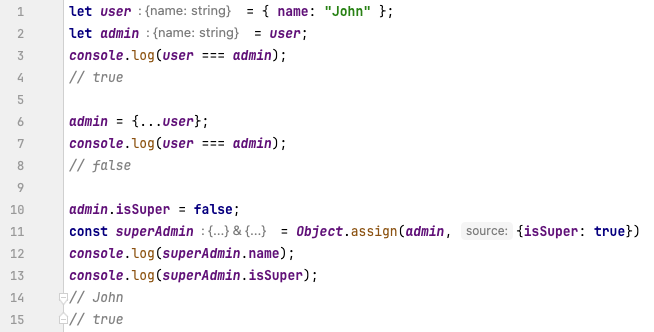 1 let user : {name: string} = { name: "John" };
2 let admin : {name: string} = user;
3 console.log(user === admin);
4 // true
5
6 admin = {...user};
7 console.log(user === admin);
8 // false
9
10 admin.isSuper = false;
11 const superAdmin : {...} & {...} = Object.assign(admin, source: {isSuper: true})
12 console.log(superAdmin.name);
13 console.log(superAdmin.isSuper);
14 // John
15 // true